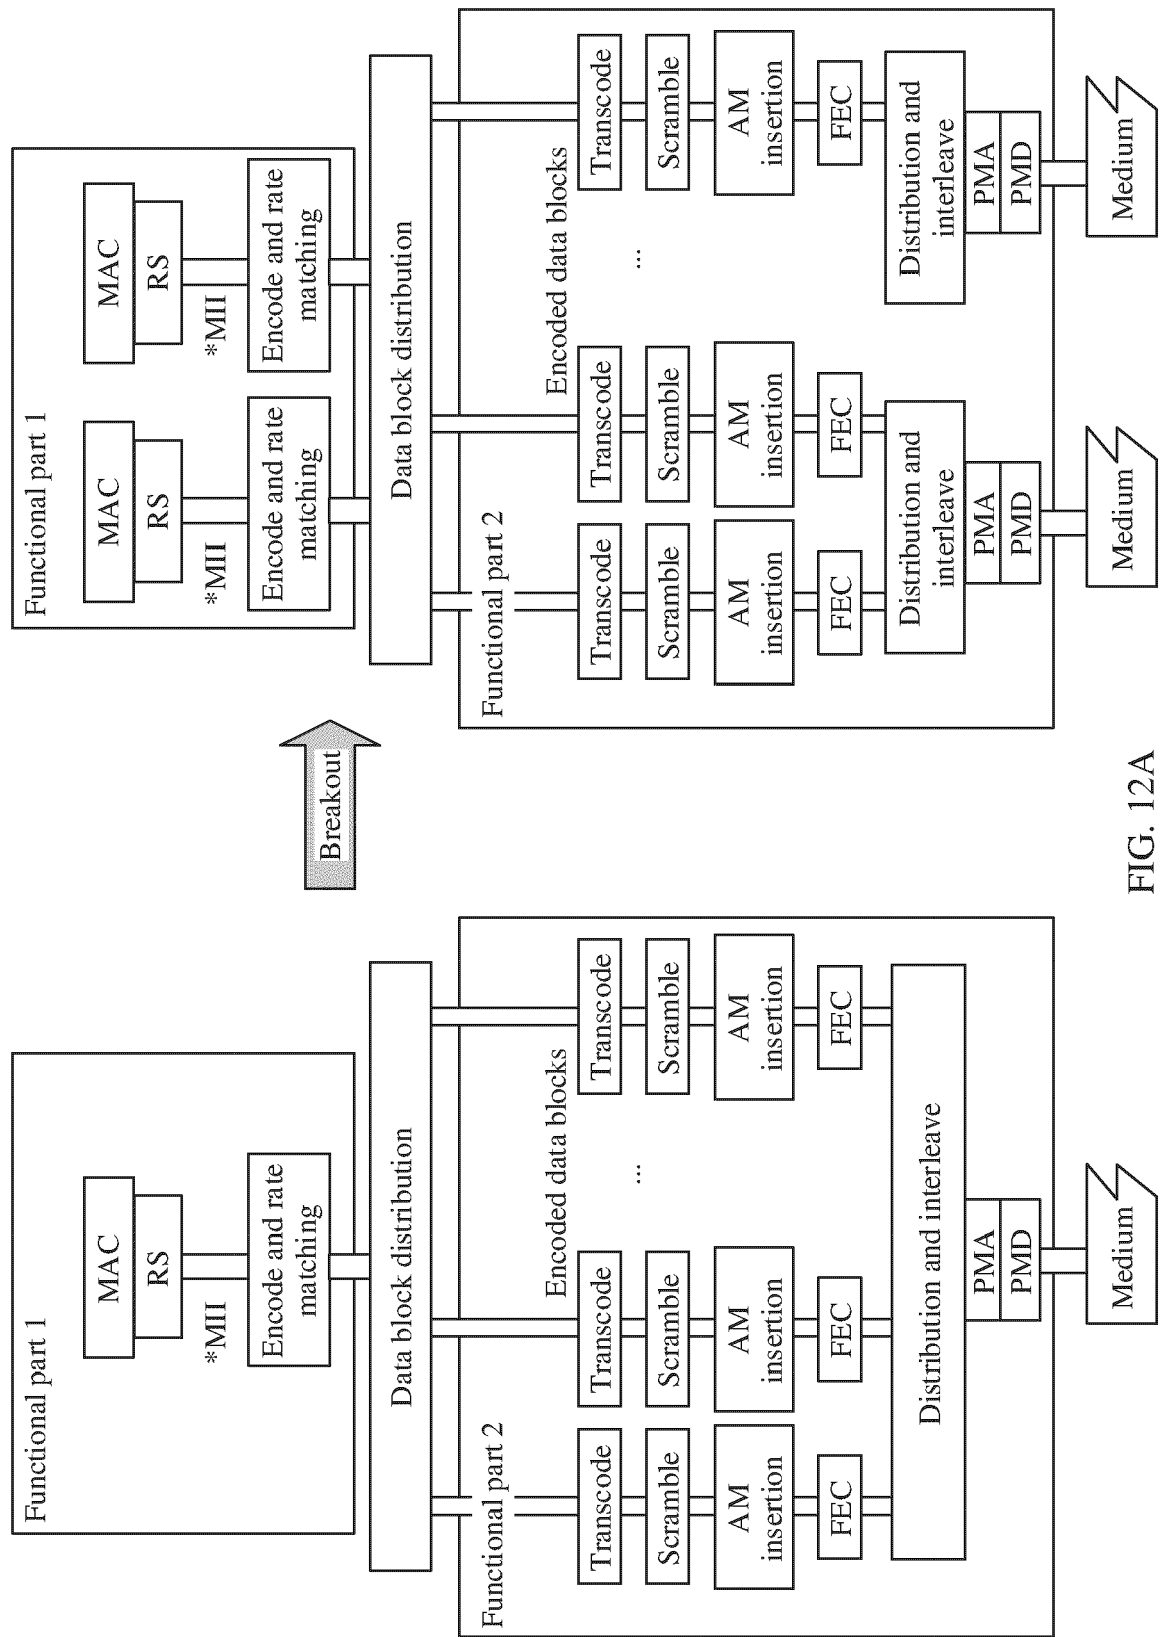 Functional part 1
MAC
RS
*MII
Encode and rate
matching
Data block distribution
Functional part 2
Encoded data blocks
Transcode
Transcode
Transcode
Scramble
Scramble
Scramble
...
AM
insertion
AM
insertion
AM
insertion
FEC
FEC
FEC
Distribution and interleave
PMA
PMD
Medium
Breakout
Functional part 1
MAC
MAC
RS
RS
*MII
*MII
Encode and rate
matching
Encode and rate
matching
Data block distribution
Functional part 2
Encoded data blocks
Transcode
Transcode
Transcode
Scramble
Scramble
Scramble
...
AM
insertion
AM
insertion
AM
insertion
FEC
FEC
FEC
Distribution and
interleave
Distribution and
interleave
PMA
PMA
PMD
PMD
Medium
Medium
FIG. 12A